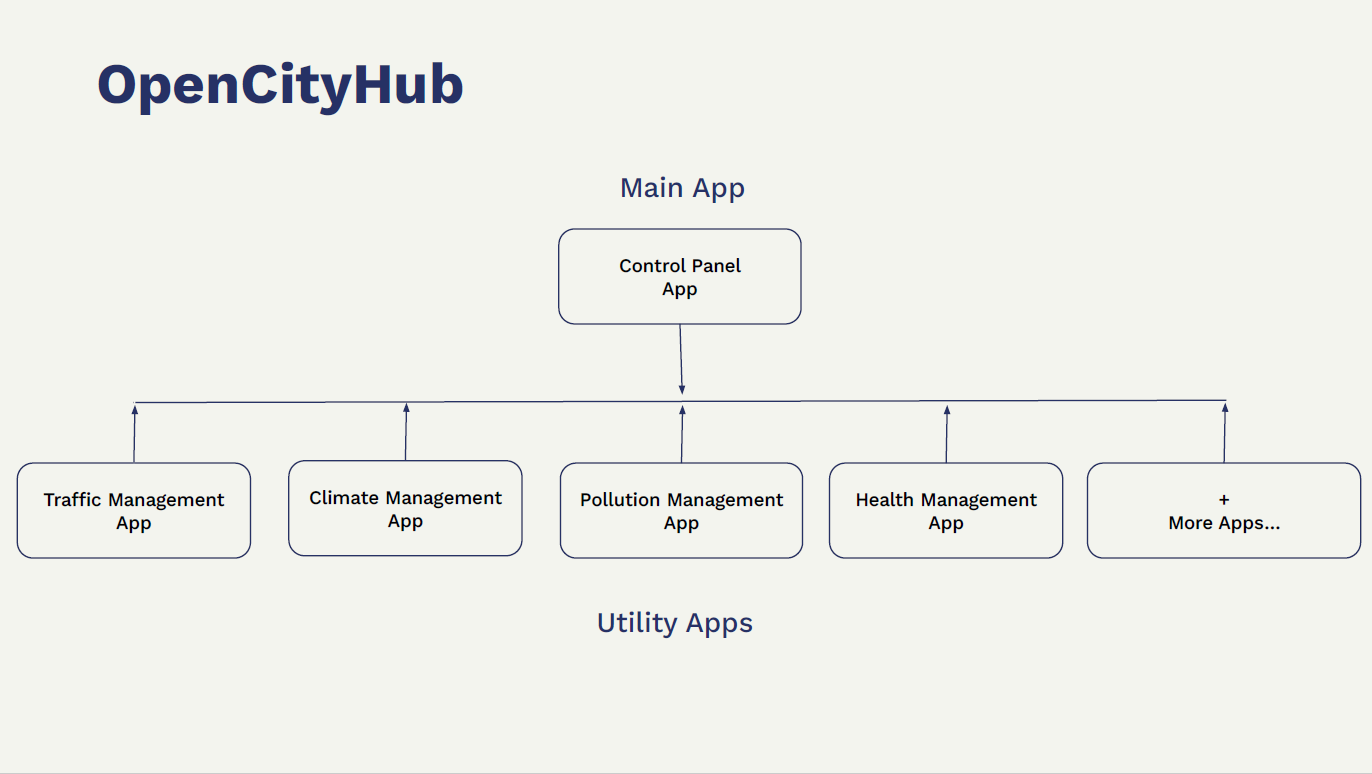 OpenCityHub
Main App
Control Panel
App
Traffic Management
App
Climate Management
App
Pollution Management
App
Health Management
App
+
More Apps...
Utility Apps